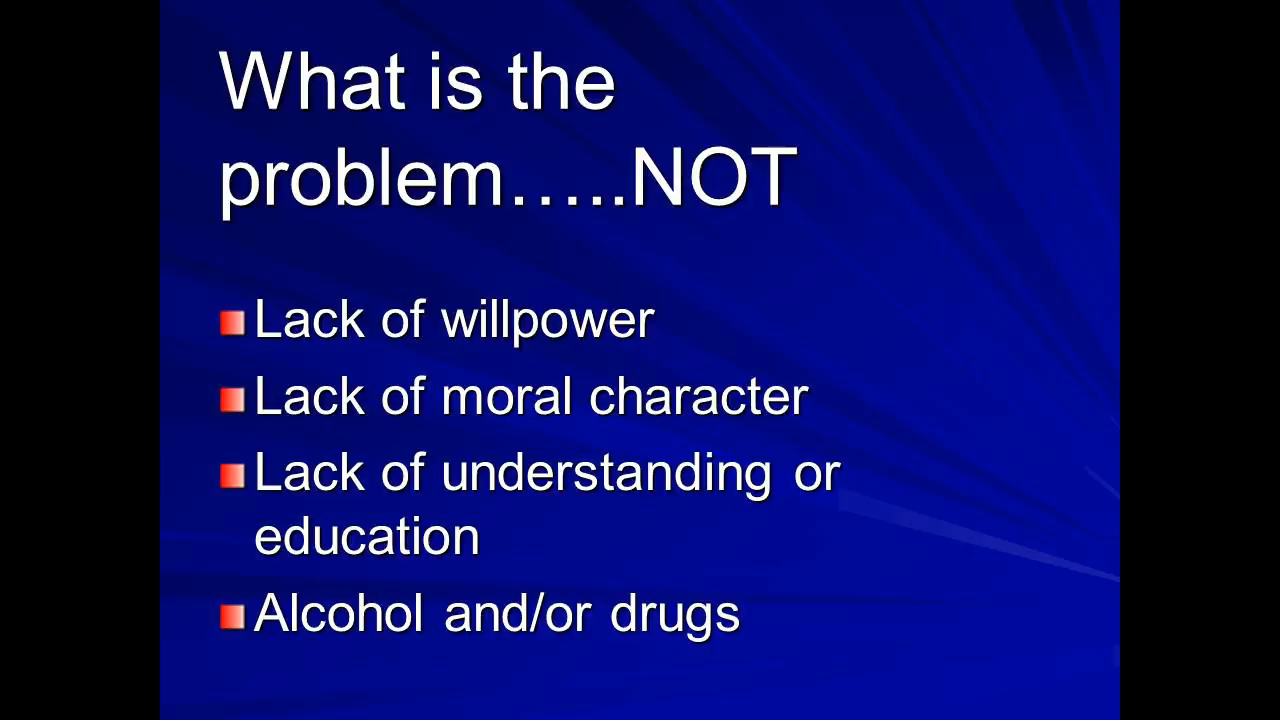 What is the
problem…..NOT
Lack of willpower
Lack of moral character
Lack of understanding or
education
Alcohol and/or drugs